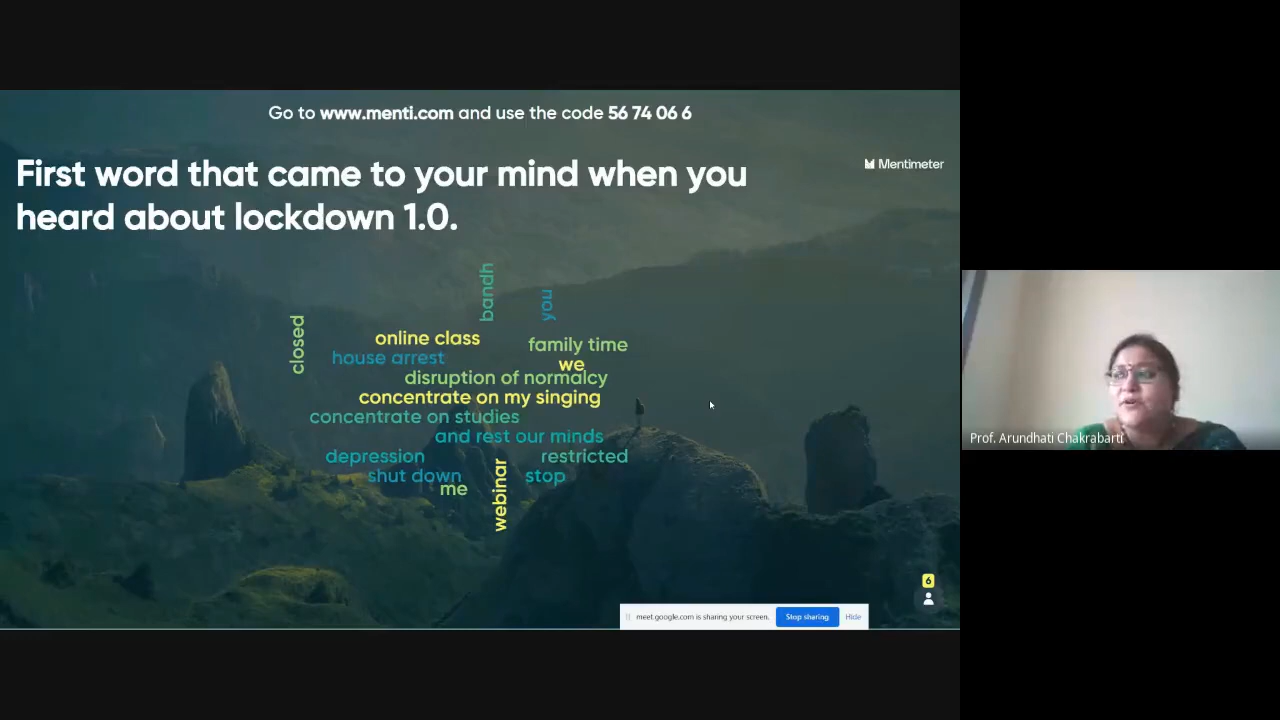 Go to www.menti.com and use the code 56 74 06 6
Mentimeter
First word that came to your mind when you
heard about lockdown 1.0.
bandh
you
closed
online class
family time
house arrest
we
disruption of normalcy
concentrate on my singing
concentrate on studies
and rest our minds
depression
restricted
shut down
stop
me
webinar
Prof. Arundhati Chakrabarti
6
meet.google.com is sharing your screen.
Stop sharing
Hide